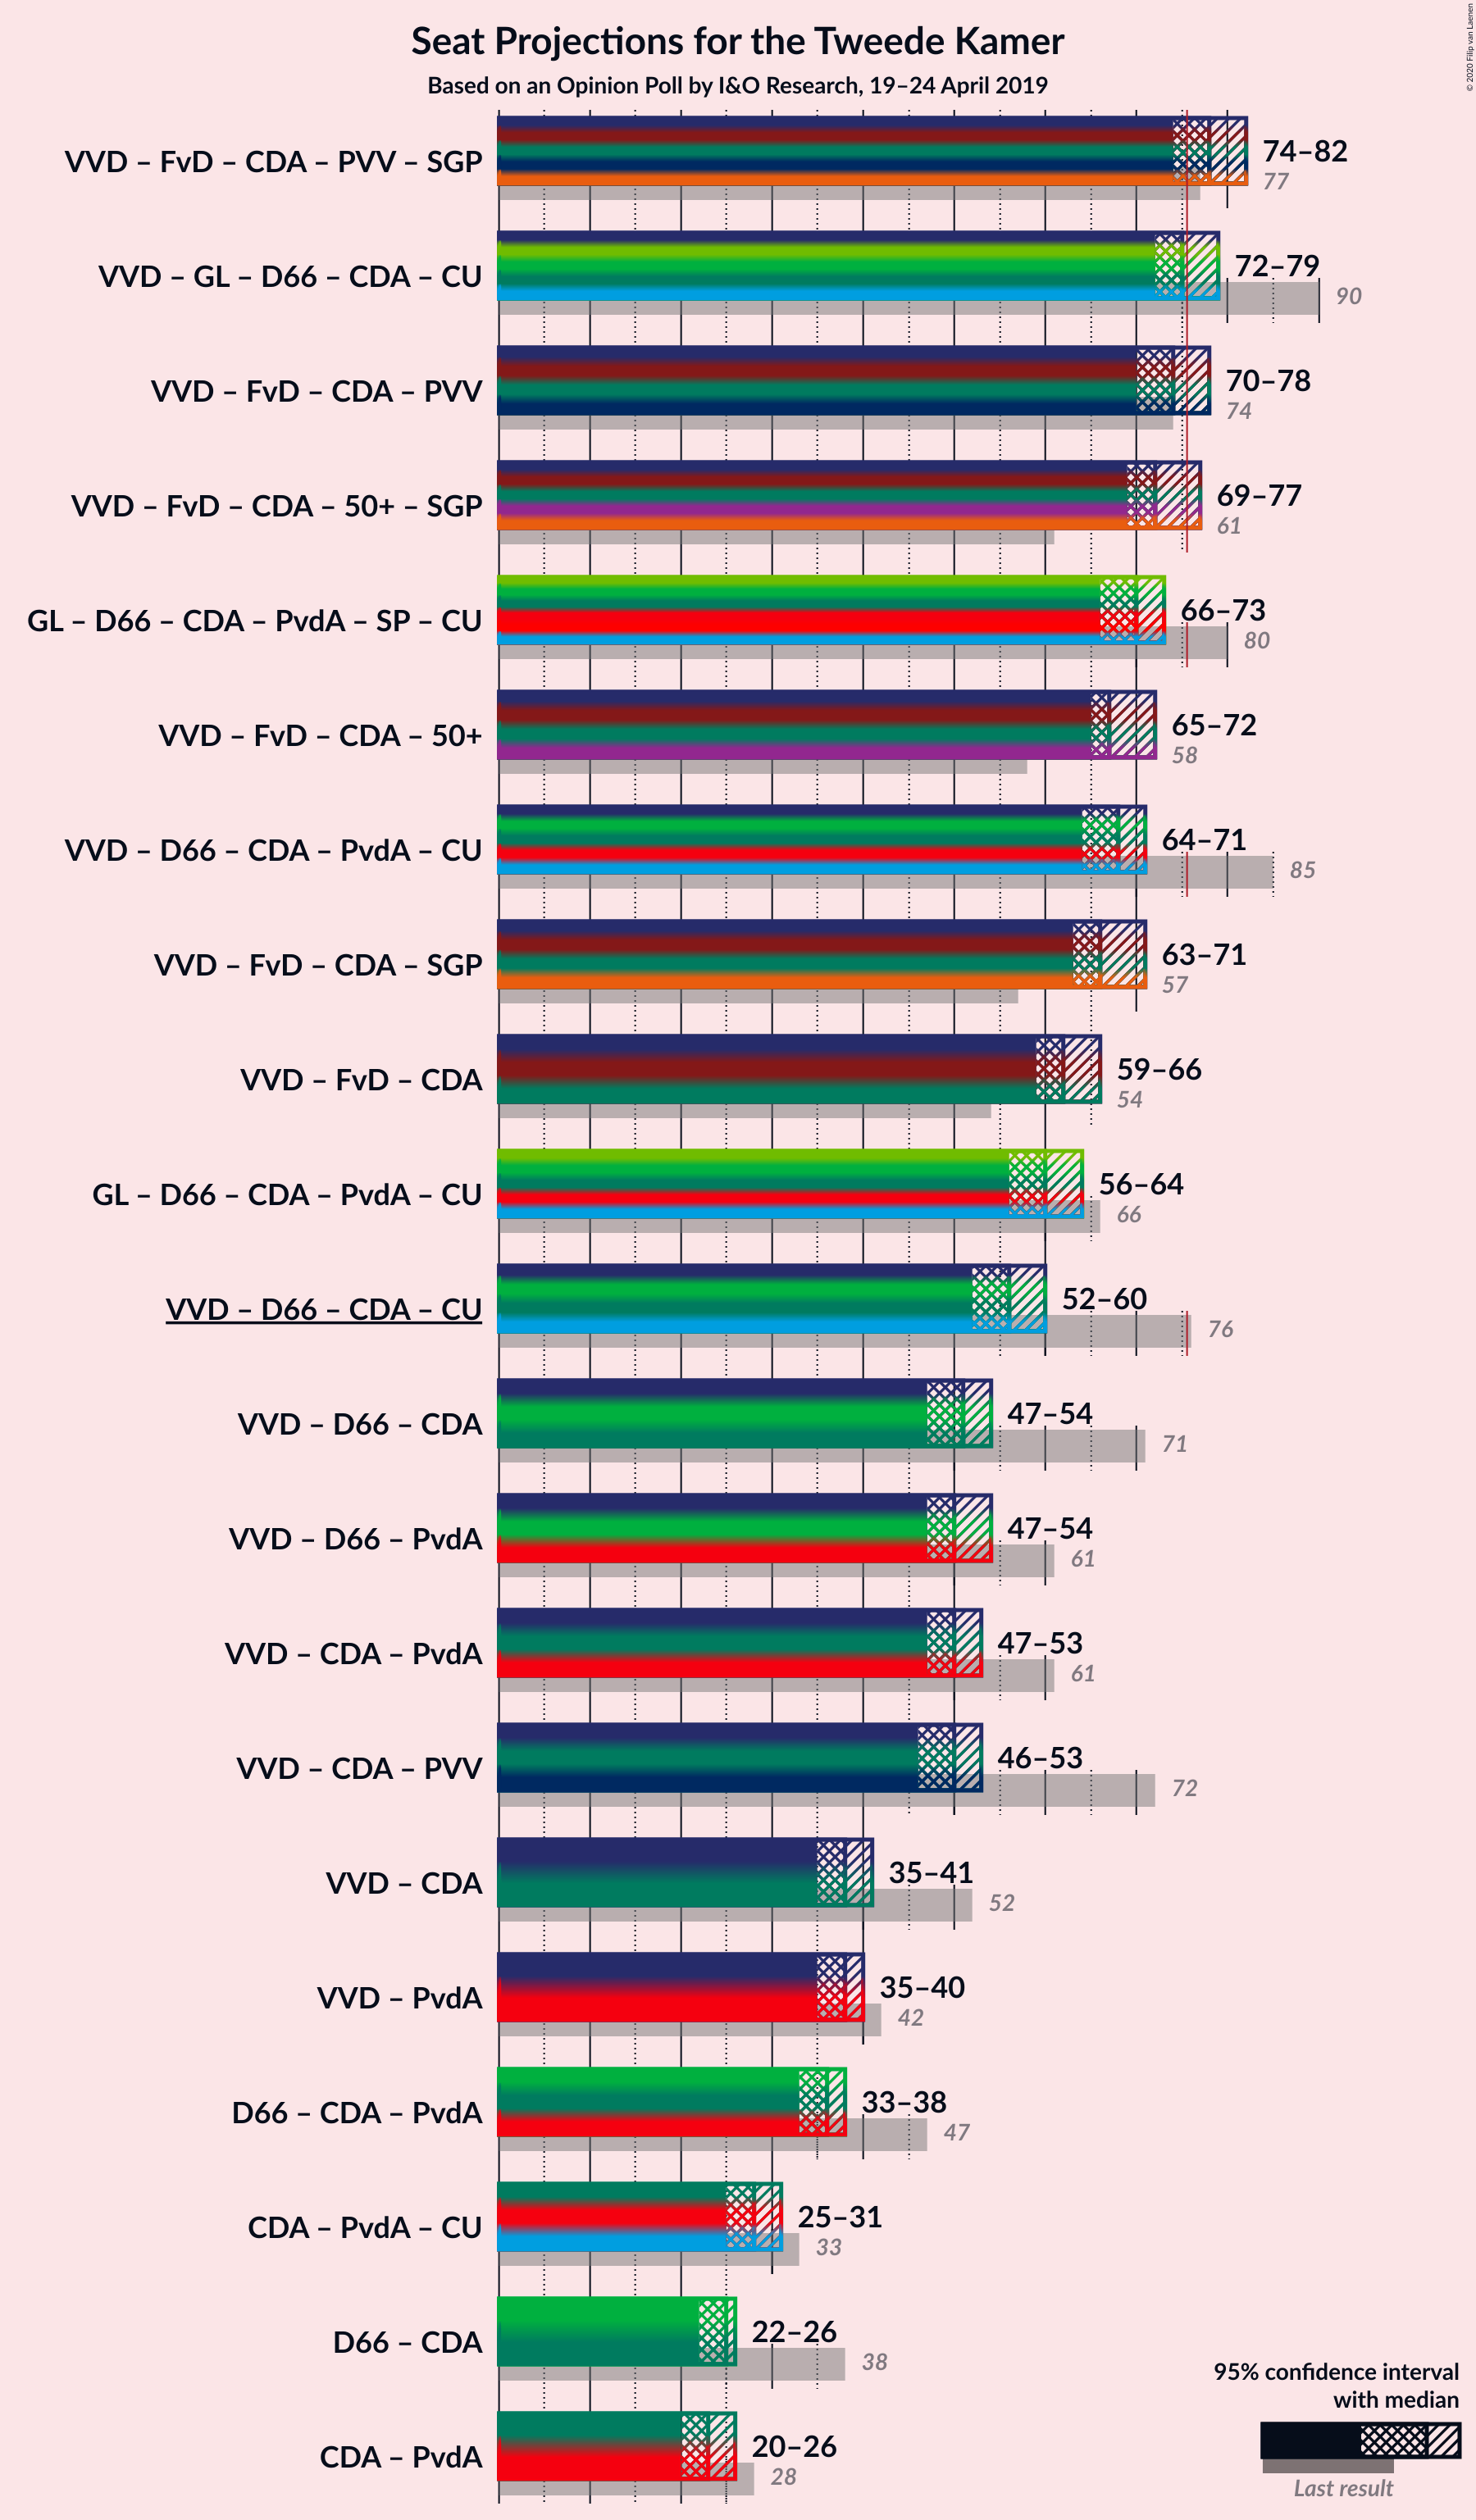 © 2020 Filip van Laenen
Seat Projections for the Tweede Kamer
Based on an Opinion Poll by I&O Research, 19–24 April 2019
VVD – FvD – CDA – PVV – SGP
74–82
77
VVD – GL – D66 – CDA – CU
72–79
90
VVD – FvD – CDA – PVV
70–78
74
VVD – FvD – CDA – 50+ – SGP
69–77
61
GL – D66 – CDA – PvdA – SP – CU
66–73
80
VVD – FvD – CDA – 50+
65–72
58
VVD – D66 – CDA – PvdA – CU
64–71
85
VVD – FvD – CDA – SGP
63–71
57
VVD – FvD – CDA
59–66
54
GL – D66 – CDA – PvdA – CU
56–64
66
VVD – D66 – CDA – CU
52–60
76
VVD – D66 – CDA
47–54
71
VVD – D66 – PvdA
47–54
61
VVD – CDA – PvdA
47–53
61
VVD – CDA – PVV
46–53
72
VVD – CDA
35–41
52
VVD – PvdA
35–40
42
D66 – CDA – PvdA
33–38
47
CDA – PvdA – CU
25–31
33
D66 – CDA
22–26
38
CDA – PvdA
20–26
28
95% confidence interval
with median
Last result